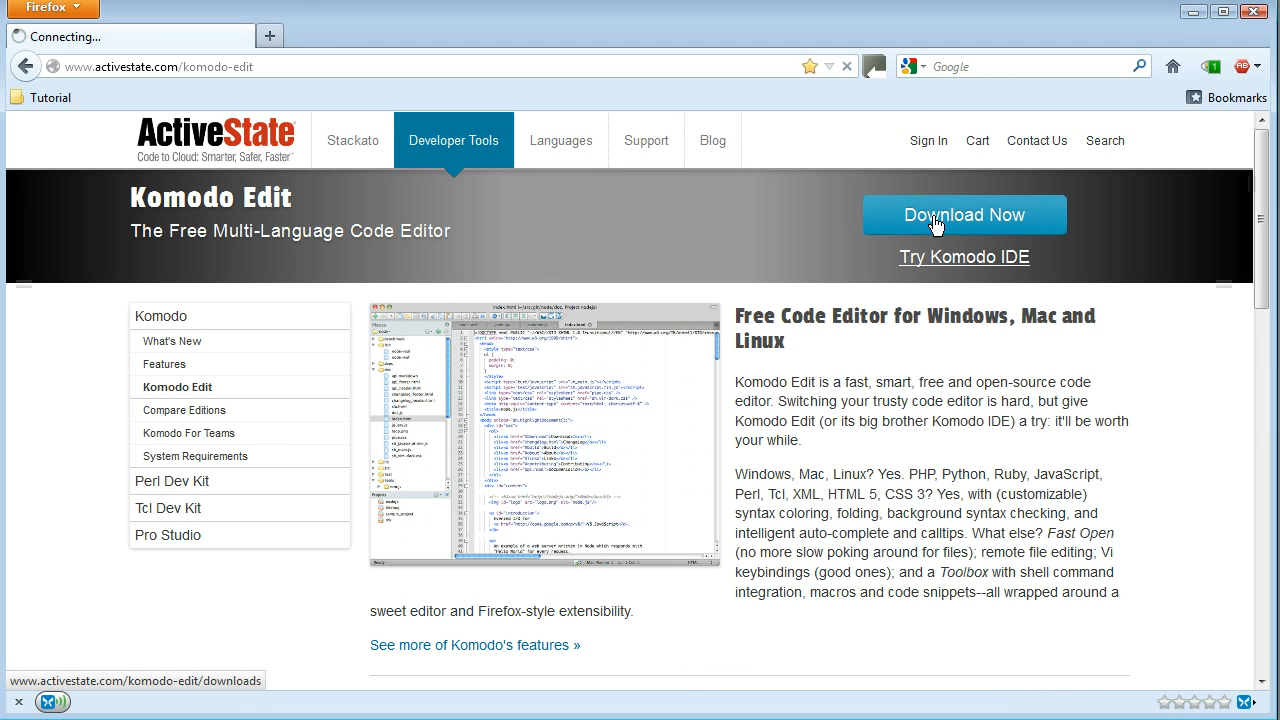 Firefox
Connecting...
www.activestate.com/komodo-edit
Google
1
ABP
Tutorial
Bookmarks
ActiveState
Code to Cloud: Smarter, Safer, Faster™
Stackato
Developer Tools
Languages
Support
Blog
Sign In
Cart
Contact Us
Search
Komodo Edit
The Free Multi-Language Code Editor
Download Now
Try Komodo IDE
Komodo
What's New
Features
Komodo Edit
Compare Editions
Komodo For Teams
System Requirements
Perl Dev Kit
Tcl Dev Kit
Pro Studio
Free Code Editor for Windows, Mac and
Linux
Komodo Edit is a fast, smart, free and open-source code
editor. Switching your trusty code editor is hard, but give
Komodo Edit (or its big brother Komodo IDE) a try: it'll be worth
your while.
Windows, Mac, Linux? Yes. PHP, Python, Ruby, JavaScript,
Perl, Tcl, XML, HTML 5, CSS 3? Yes, with (customizable)
syntax coloring, folding, background syntax checking, and
intelligent auto-complete and calltips. What else? Fast Open
(no more slow poking around for files); remote file editing; Vi
keybindings (good ones); and a Toolbox with shell command
integration, macros and code snippets--all wrapped around a
sweet editor and Firefox-style extensibility.
See more of Komodo's features »
www.activestate.com/komodo-edit/downloads